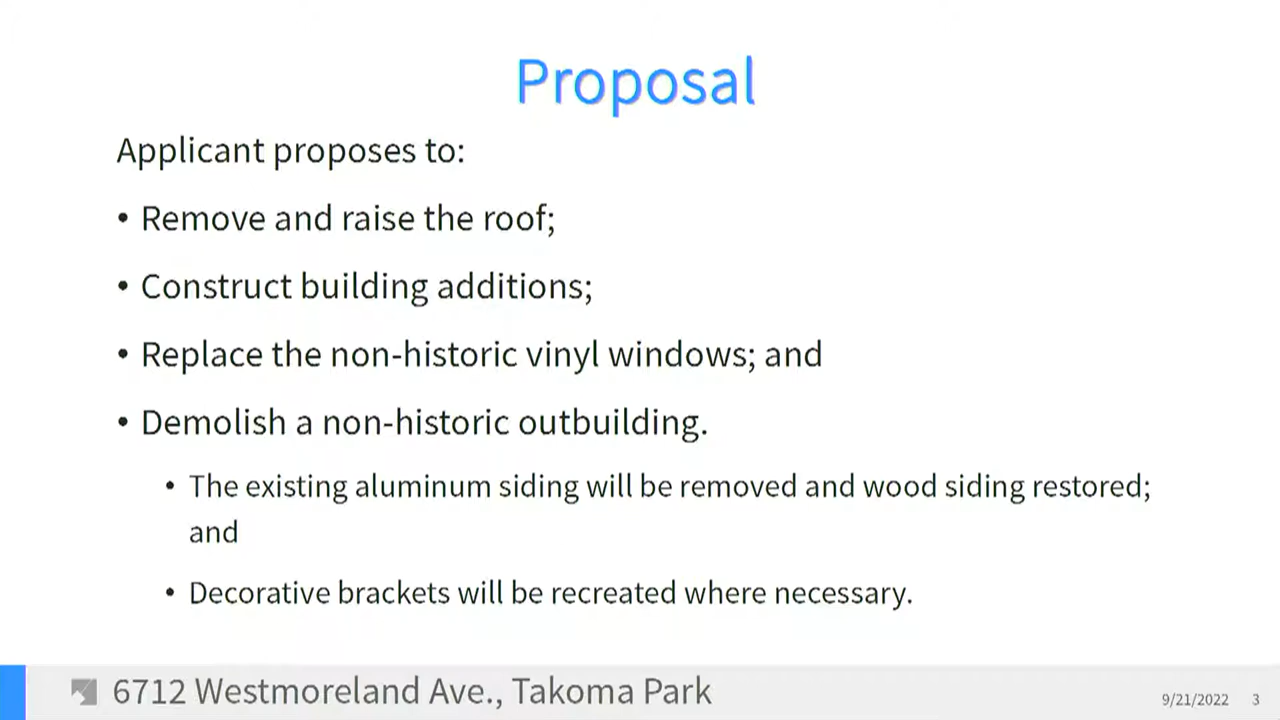 Proposal
Applicant proposes to:
• Remove and raise the roof;
• Construct building additions;
• Replace the non-historic vinyl windows; and
• Demolish a non-historic outbuilding.
• The existing aluminum siding will be removed and wood siding restored;
and
• Decorative brackets will be recreated where necessary.
6712 Westmoreland Ave., Takoma Park
9/21/2022 3